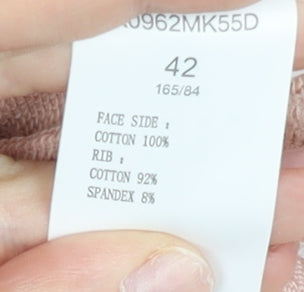 0962MK55D
42
165/84
FACE SIDE :
COTTON 100%
RIB :
COTTON 92%
SPANDEX 8%